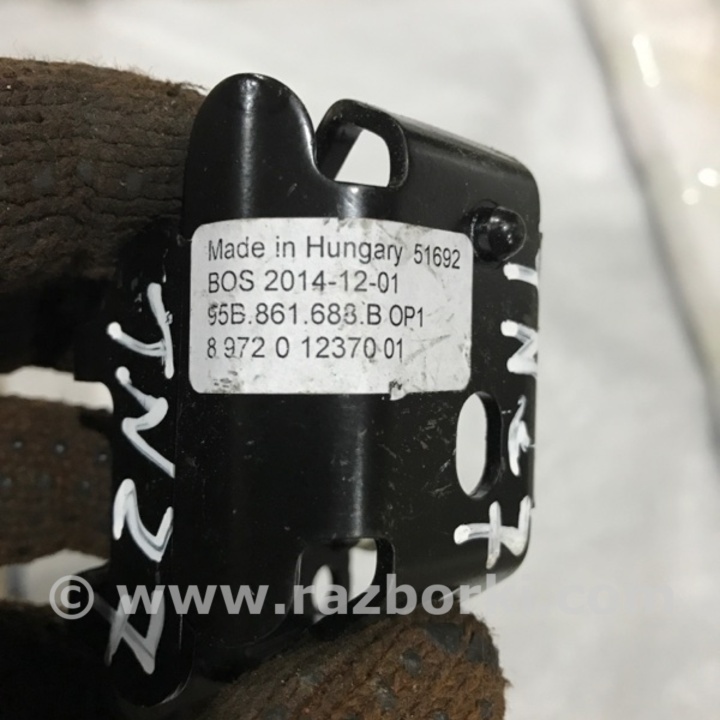 Made in Hungary 51692
BOS 2014-12-01
95B.861.683.B OP1
8 972 0 12370 01
© www.razborka.com